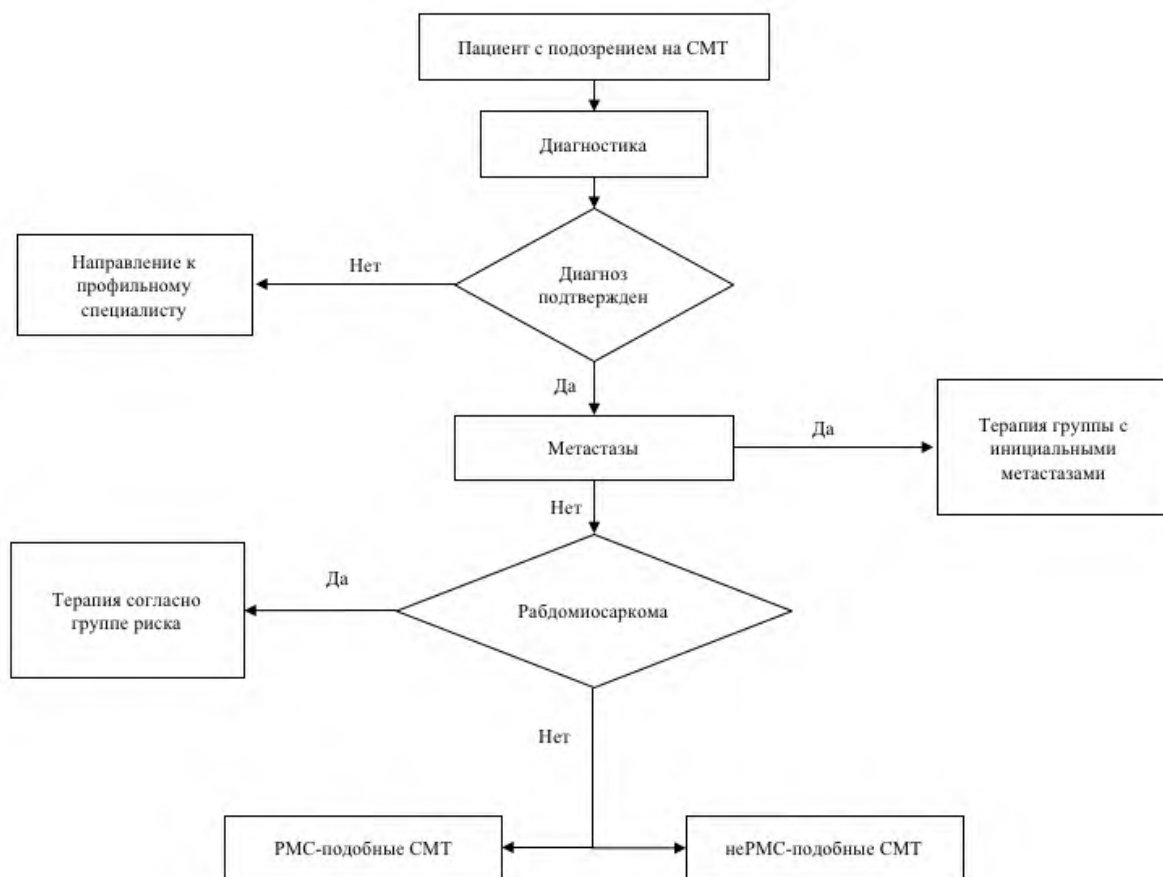 Пациент с подозрением на СМТ
Диагностика
Диагноз
подтвержден
Нет
Направление к
профильному
специалисту
Да
Метастазы
Да
Терапия группы с
инициальными
метастазами
Нет
Рабдомиосаркома
Да
Терапия согласно
группе риска
Нет
РМС-подобные СМТ
неРМС-подобные СМТ